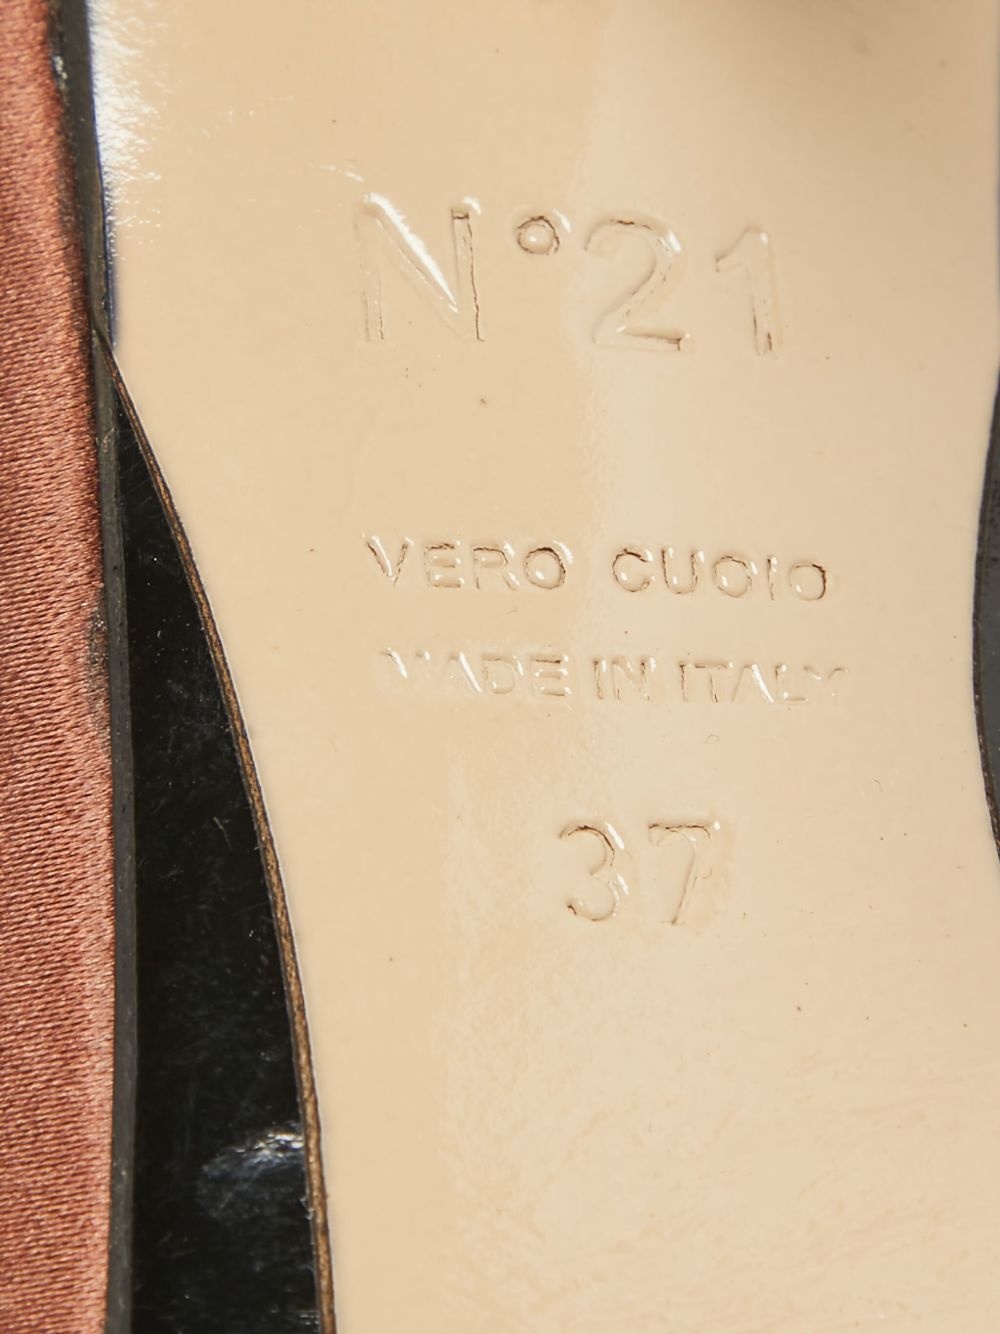 N°21
VERO CUOIO
MADE IN ITALY
37